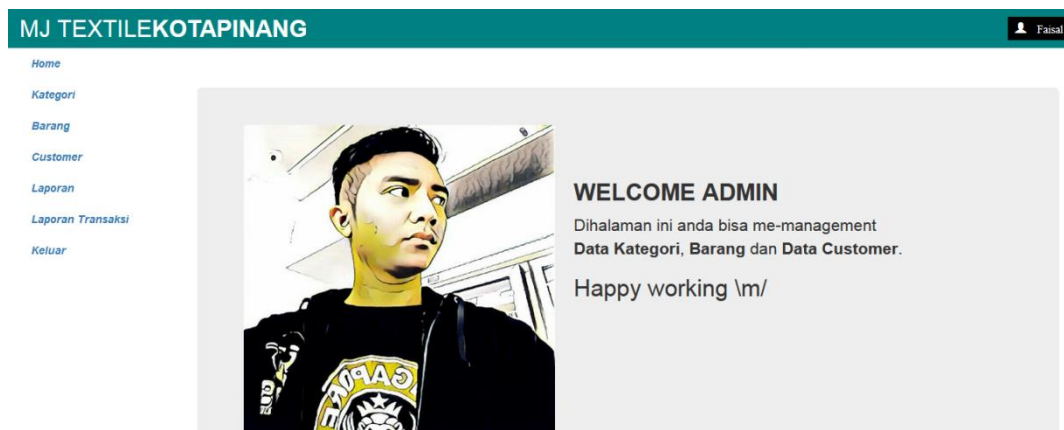 MJ TEXTILEKOTAPINANG
Faisal
Home
Kategori
Barang
Customer
Laporan
Laporan Transaksi
Keluar
WELCOME ADMIN
Dihalaman ini anda bisa me-management
Data Kategori, Barang dan Data Customer.
Happy working \m/